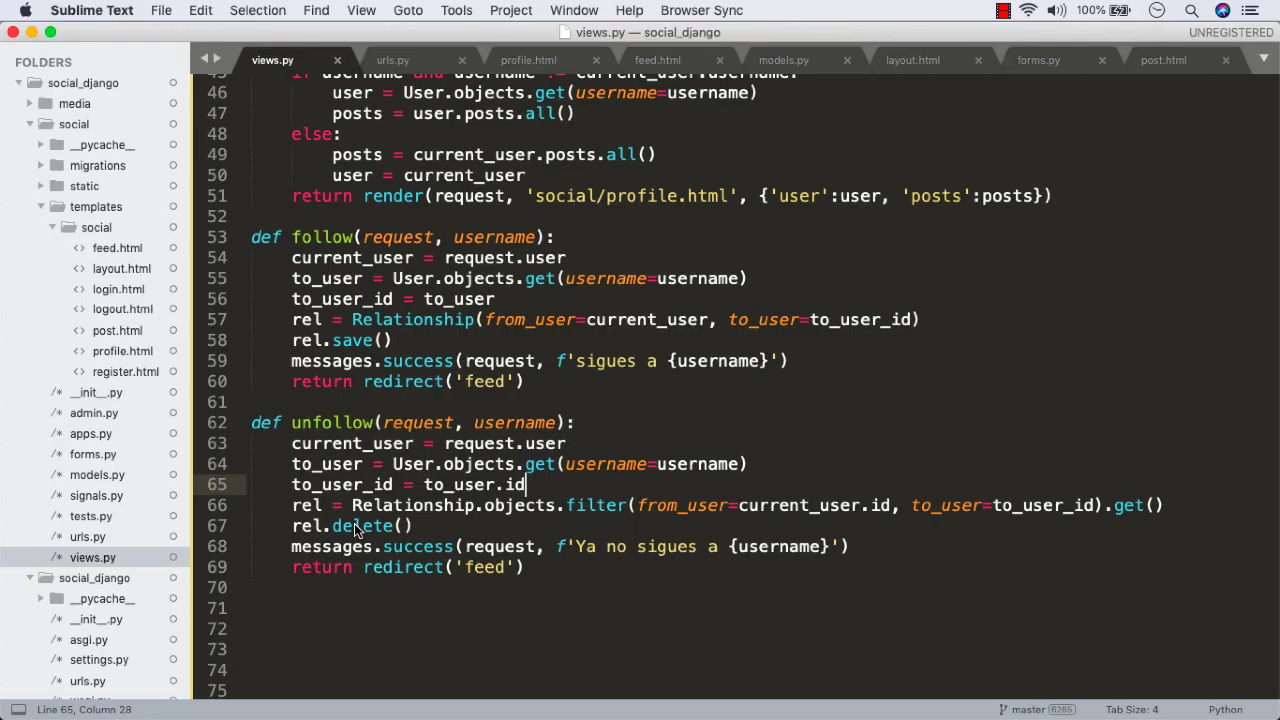 Sublime Text File Edit Selection Find View Goto Tools Project Window Help Browser Sync 100%
views.py — social_django UNREGISTERED
FOLDERS
social_django
media
social
__pycache__
migrations
static
templates
social
feed.html
layout.html
login.html
logout.html
post.html
profile.html
register.html
__init__.py
admin.py
apps.py
forms.py
models.py
signals.py
tests.py
urls.py
views.py
social_django
__pycache__
__init__.py
asgi.py
settings.py
urls.py
views.py urls.py profile.html feed.html models.py layout.html forms.py post.html
45 if username and username != current_user.username:
46 user = User.objects.get(username=username)
47 posts = user.posts.all()
48 else:
49 posts = current_user.posts.all()
50 user = current_user
51 return render(request, 'social/profile.html', {'user':user, 'posts':posts})
52
53 def follow(request, username):
54 current_user = request.user
55 to_user = User.objects.get(username=username)
56 to_user_id = to_user
57 rel = Relationship(from_user=current_user, to_user=to_user_id)
58 rel.save()
59 messages.success(request, f'sigues a {username}')
60 return redirect('feed')
61
62 def unfollow(request, username):
63 current_user = request.user
64 to_user = User.objects.get(username=username)
65 to_user_id = to_user.id
66 rel = Relationship.objects.filter(from_user=current_user.id, to_user=to_user_id).get()
67 rel.delete()
68 messages.success(request, f'Ya no sigues a {username}')
69 return redirect('feed')
70
71
72
73
74
75
Line 65, Column 28 master 6265 Tab Size: 4 Python